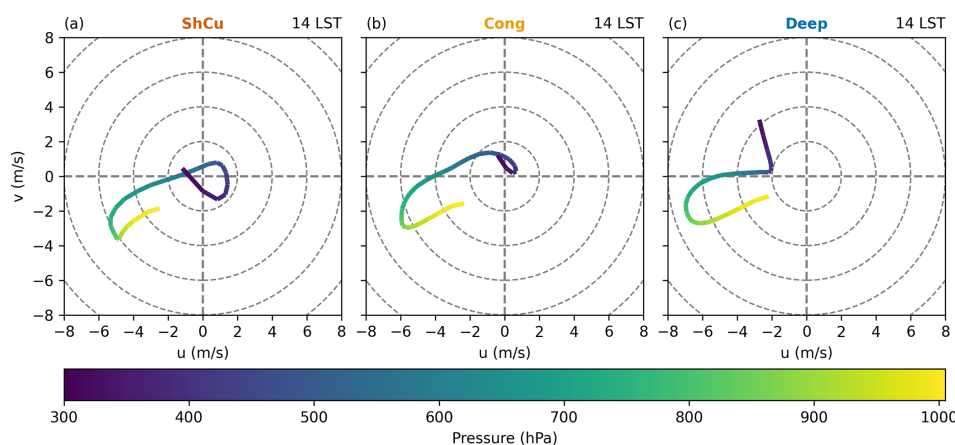 (a) ShCu 14 LST
(b) Cong 14 LST
(c) Deep 14 LST
8
6
4
2
0
−2
−4
−6
−8
v (m/s)
−8 −6 −4 −2 0 2 4 6 8
−8 −6 −4 −2 0 2 4 6 8
−8 −6 −4 −2 0 2 4 6 8
u (m/s)
u (m/s)
u (m/s)
300 400 500 600 700 800 900 1000
Pressure (hPa)